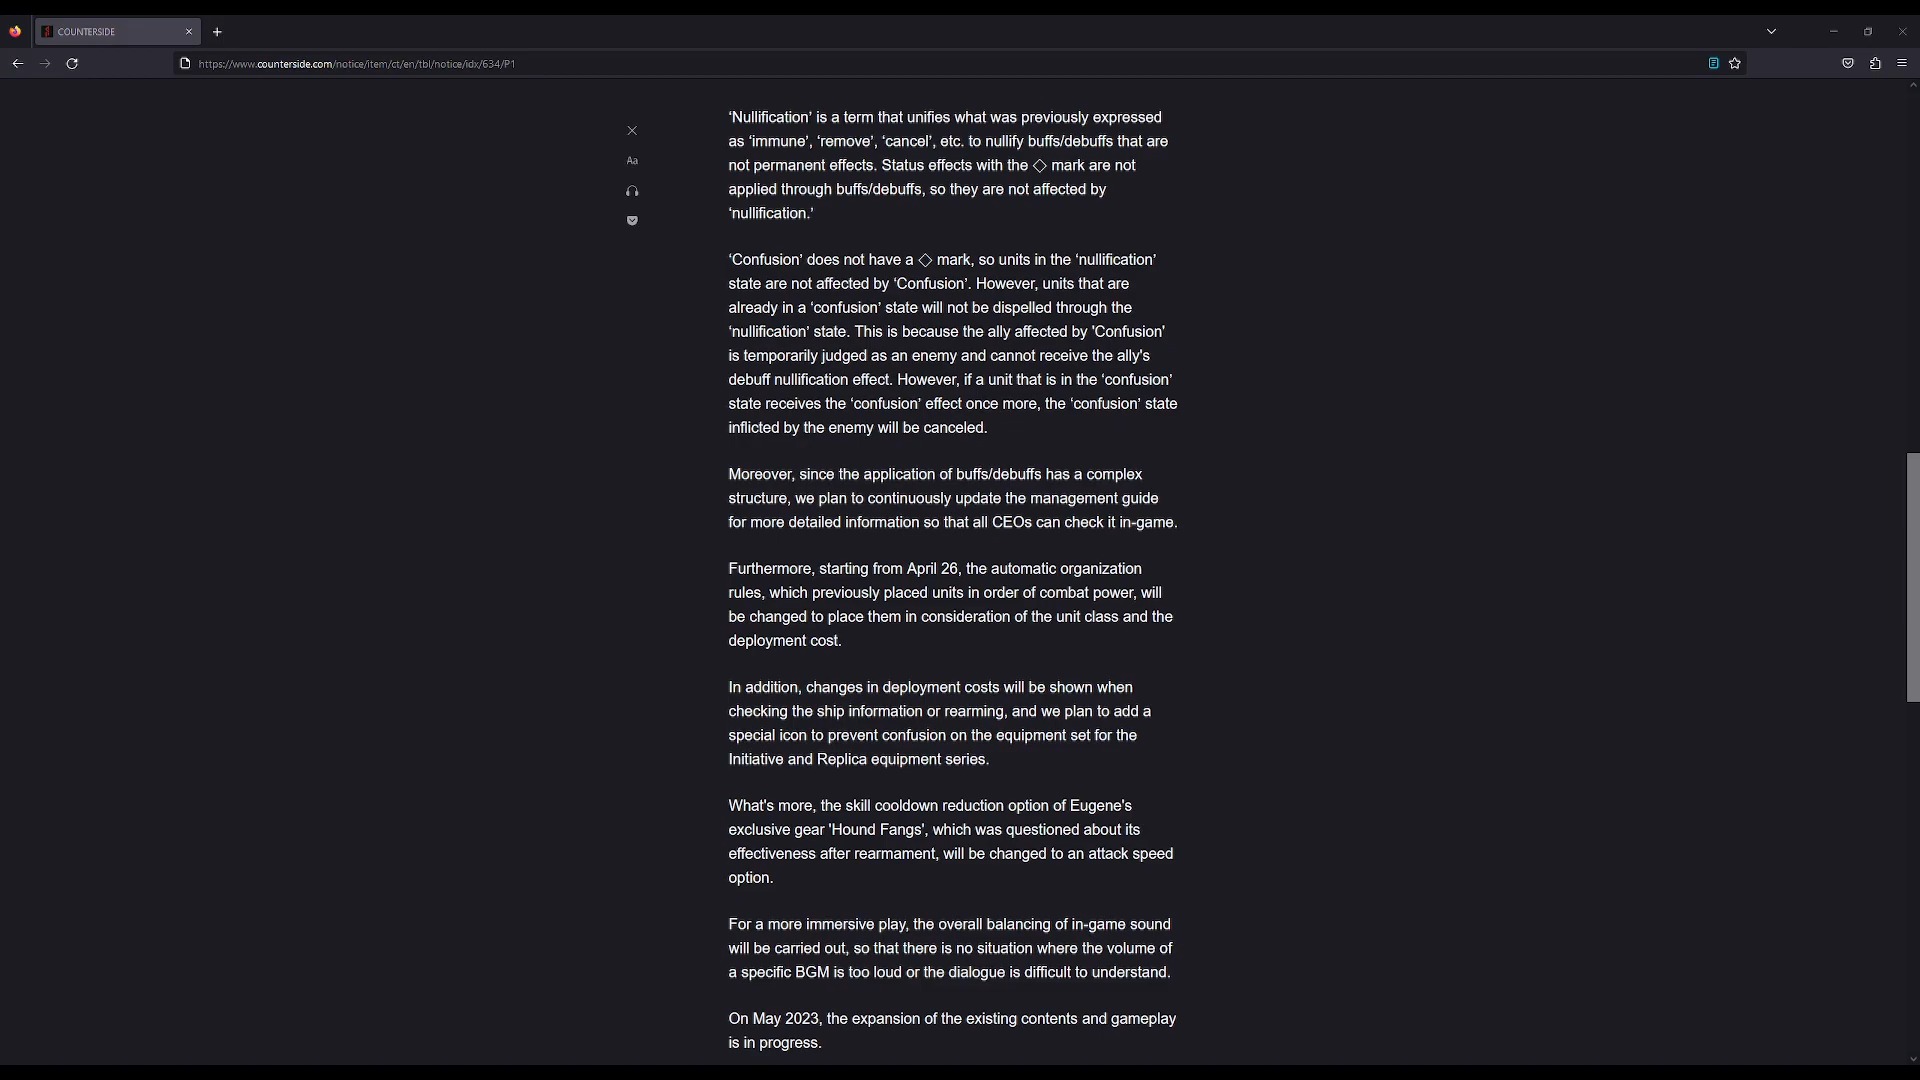 COUNTERSIDE
https://www.counterside.com/notice/item/ct/en/tbl/notice/idx/634/P1
‘Nullification’ is a term that unifies what was previously expressed
as ‘immune’, ‘remove’, ‘cancel’, etc. to nullify buffs/debuffs that are
not permanent effects. Status effects with the ◇ mark are not
applied through buffs/debuffs, so they are not affected by
‘nullification.’
Aa
‘Confusion’ does not have a ◇ mark, so units in the ‘nullification’
state are not affected by ‘Confusion’. However, units that are
already in a ‘confusion’ state will not be dispelled through the
‘nullification’ state. This is because the ally affected by 'Confusion'
is temporarily judged as an enemy and cannot receive the ally's
debuff nullification effect. However, if a unit that is in the ‘confusion’
state receives the ‘confusion’ effect once more, the ‘confusion’ state
inflicted by the enemy will be canceled.
Moreover, since the application of buffs/debuffs has a complex
structure, we plan to continuously update the management guide
for more detailed information so that all CEOs can check it in-game.
Furthermore, starting from April 26, the automatic organization
rules, which previously placed units in order of combat power, will
be changed to place them in consideration of the unit class and the
deployment cost.
In addition, changes in deployment costs will be shown when
checking the ship information or rearming, and we plan to add a
special icon to prevent confusion on the equipment set for the
Initiative and Replica equipment series.
What's more, the skill cooldown reduction option of Eugene's
exclusive gear 'Hound Fangs', which was questioned about its
effectiveness after rearmament, will be changed to an attack speed
option.
For a more immersive play, the overall balancing of in-game sound
will be carried out, so that there is no situation where the volume of
a specific BGM is too loud or the dialogue is difficult to understand.
On May 2023, the expansion of the existing contents and gameplay
is in progress.